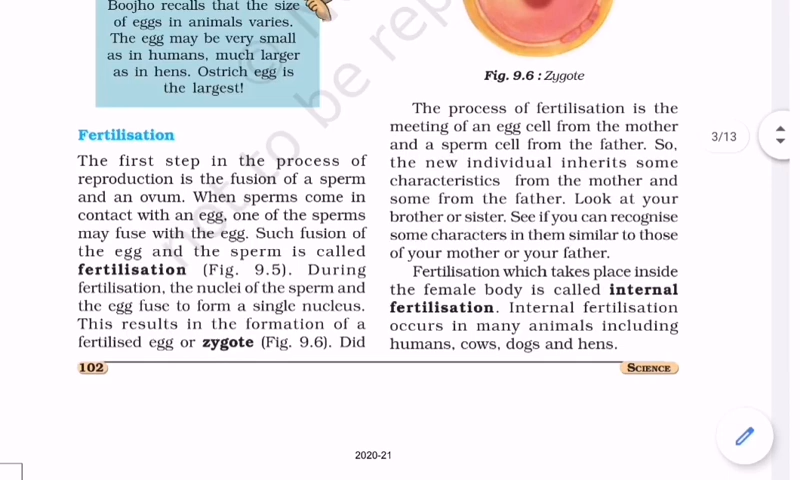 Boojho recalls that the size
of eggs in animals varies.
The egg may be very small
as in humans, much larger
as in hens. Ostrich egg is
the largest!
Fertilisation
The first step in the process of
reproduction is the fusion of a sperm
and an ovum. When sperms come in
contact with an egg, one of the sperms
may fuse with the egg. Such fusion of
the egg and the sperm is called
fertilisation (Fig. 9.5). During
fertilisation, the nuclei of the sperm and
the egg fuse to form a single nucleus.
This results in the formation of a
fertilised egg or zygote (Fig. 9.6). Did
Fig. 9.6 : Zygote
The process of fertilisation is the
meeting of an egg cell from the mother
and a sperm cell from the father. So,
the new individual inherits some
characteristics from the mother and
some from the father. Look at your
brother or sister. See if you can recognise
some characters in them similar to those
of your mother or your father.
Fertilisation which takes place inside
the female body is called internal
fertilisation. Internal fertilisation
occurs in many animals including
humans, cows, dogs and hens.
3/13
102
SCIENCE
2020-21
not to be rep